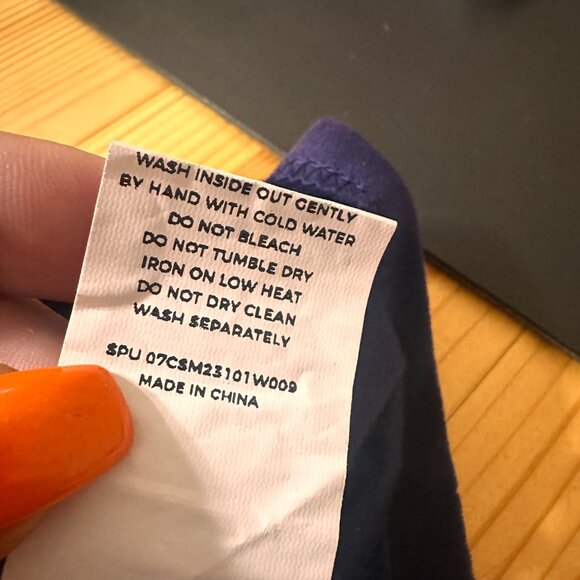 WASH INSIDE OUT GENTLY
BY HAND WITH COLD WATER
DO NOT BLEACH
DO NOT TUMBLE DRY
IRON ON LOW HEAT
DO NOT DRY CLEAN
WASH SEPARATELY
SPU 07CSM23101W009
MADE IN CHINA